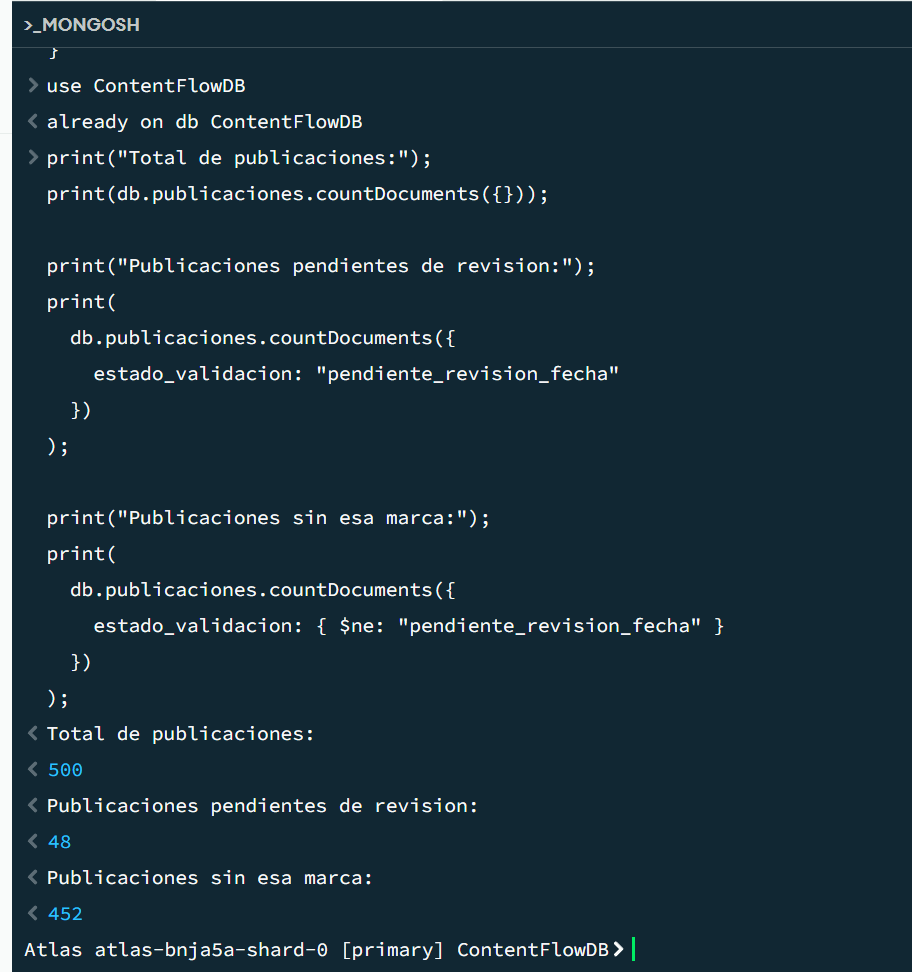 >_MONGOSH
}
> use ContentFlowDB
< already on db ContentFlowDB
> print("Total de publicaciones:");
print(db.publicaciones.countDocuments({}));
print("Publicaciones pendientes de revision:");
print(
db.publicaciones.countDocuments({
estado_validacion: "pendiente_revision_fecha"
})
);
print("Publicaciones sin esa marca:");
print(
db.publicaciones.countDocuments({
estado_validacion: { $ne: "pendiente_revision_fecha" }
})
);
< Total de publicaciones:
< 500
< Publicaciones pendientes de revision:
< 48
< Publicaciones sin esa marca:
< 452
Atlas atlas-bnja5a-shard-0 [primary] ContentFlowDB>